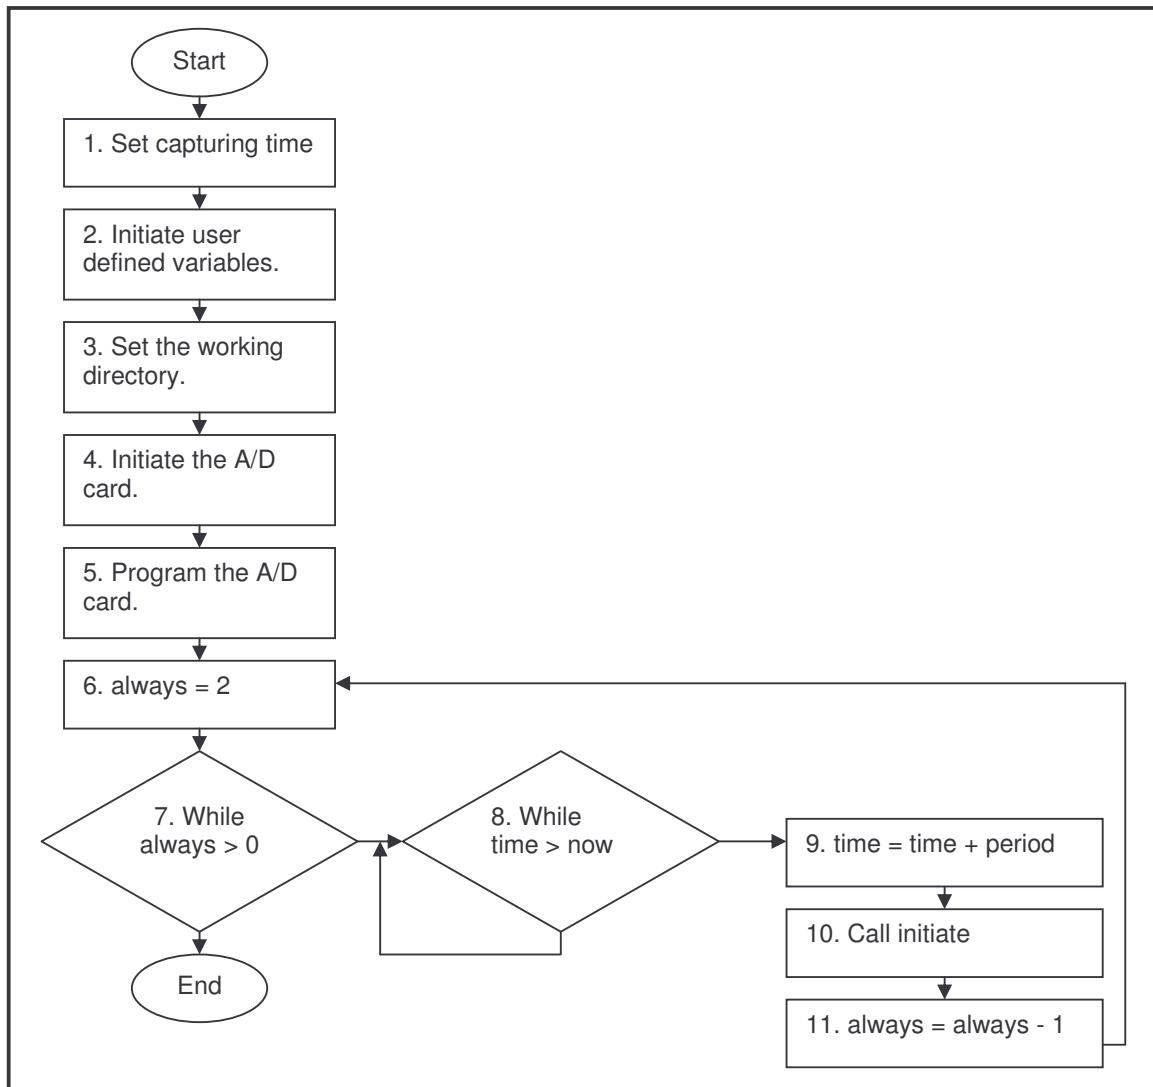 Start
1. Set capturing time
2. Initiate user
defined variables.
3. Set the working
directory.
4. Initiate the A/D
card.
5. Program the A/D
card.
6. always = 2
7. While
always > 0
8. While
time > now
9. time = time + period
10. Call initiate
11. always = always - 1
End